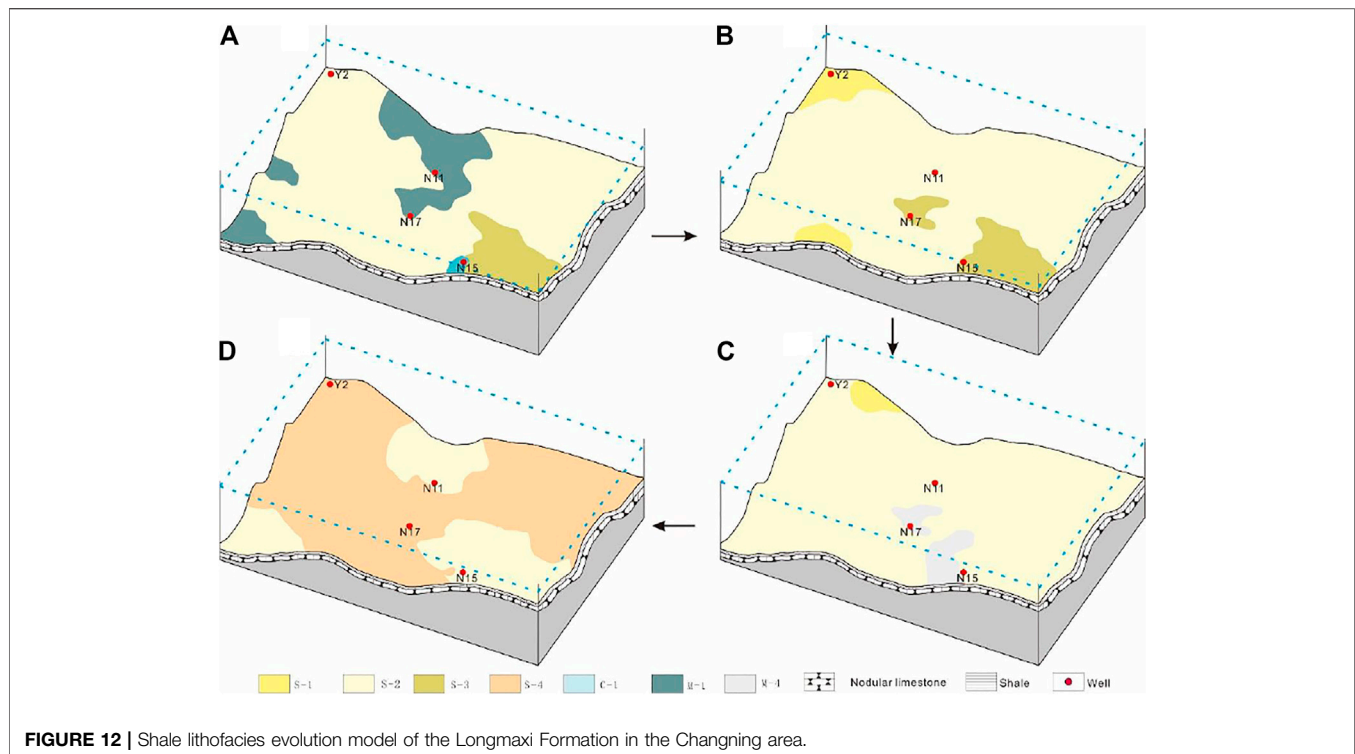 A
Y2
N11
N17
N15
B
Y2
N11
N17
N15
D
Y2
N11
N17
N15
C
Y2
N11
N17
N15
S-1 S-2 S-3 S-4 C-1 M-1 M-4 Nodular limestone Shale Well
FIGURE 12 | Shale lithofacies evolution model of the Longmaxi Formation in the Changning area.